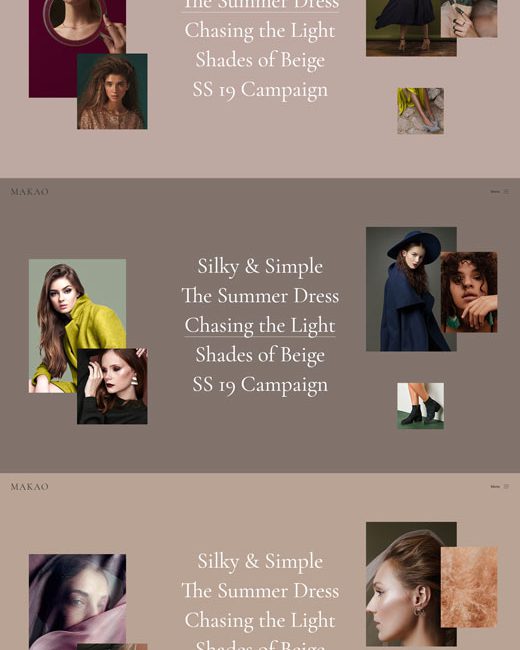 The Summer Dress
Chasing the Light
Shades of Beige
SS 19 Campaign
MAKAO
Menu
Silky & Simple
The Summer Dress
Chasing the Light
Shades of Beige
SS 19 Campaign
MAKAO
Menu
Silky & Simple
The Summer Dress
Chasing the Light
Shades of Beige